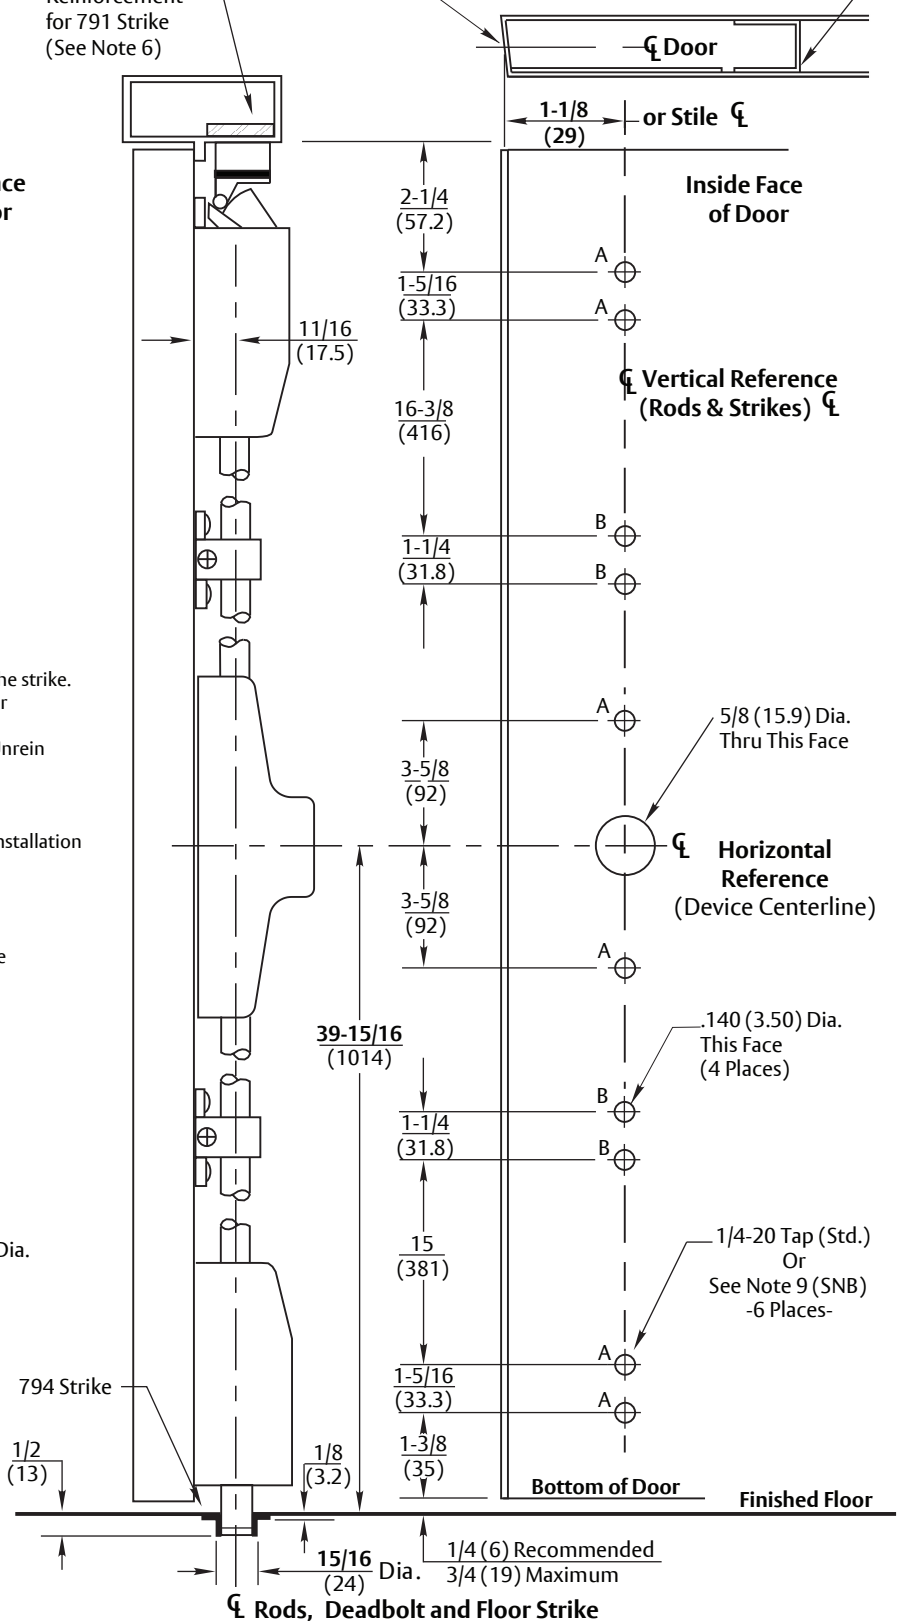 for 791 Strike
(See Note 6)
℄ Door
1-1/8
(29)
or Stile ℄
Inside Face
of Door
2-1/4
(57.2)
A
1-5/16
(33.3)
A
11/16
(17.5)
℄ Vertical Reference
(Rods & Strikes) ℄
16-3/8
(416)
B
1-1/4
(31.8)
B
he strike.
A
5/8 (15.9) Dia.
Thru This Face
3-5/8
(92)
nstallation
℄ Horizontal
Reference
(Device Centerline)
3-5/8
(92)
A
39-15/16
(1014)
.140 (3.50) Dia.
This Face
(4 Places)
B
1-1/4
(31.8)
B
Dia.
15
(381)
1/4-20 Tap (Std.)
Or
See Note 9 (SNB)
-6 Places-
A
794 Strike
1-5/16
(33.3)
A
1/2
(13)
1/8
(3.2)
1-3/8
(35)
Bottom of Door
Finished Floor
15/16
(24)
Dia.
1/4 (6) Recommended
3/4 (19) Maximum
℄ Rods, Deadbolt and Floor Strike